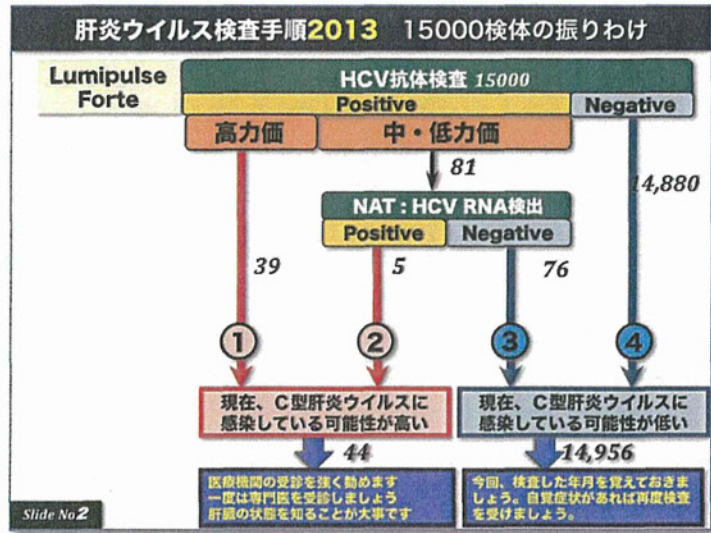 肝炎ウイルス検査手順2013　15000検体の振りわけ
Lumipulse
Forte
HCV抗体検査 15000
Positive
Negative
高力価
中・低力価
81
14,880
NAT：HCV RNA検出
Positive
Negative
39
5
76
①
②
③
④
現在、C型肝炎ウイルスに
感染している可能性が高い
現在、C型肝炎ウイルスに
感染している可能性が低い
44
14,956
医療機関の受診を強く勧めます
一度は専門医を受診しましょう
肝臓の状態を知ることが大事です
今回、検査した年月を覚えておきま
しょう。自覚症状があれば再度検査
を受けましょう。
Slide No2